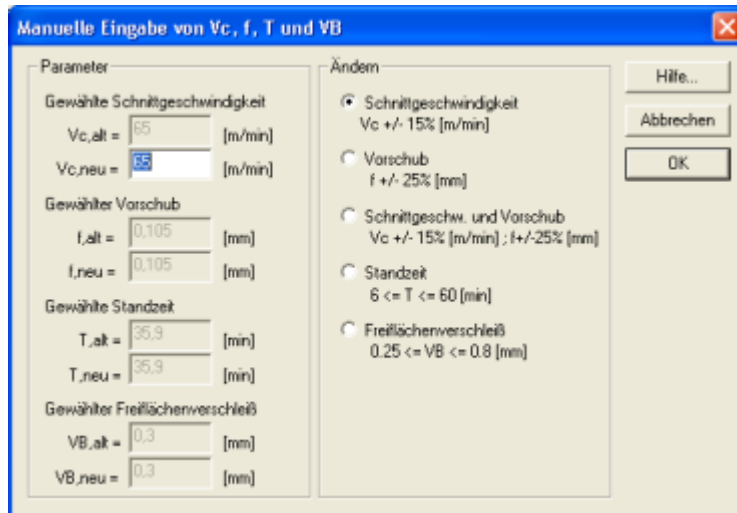 Manuelle Eingabe von Vc, f, T und VB
Parameter
Gewählte Schnittgeschwindigkeit
Vc,alt = 65 [m/min]
Vc,neu = 65 [m/min]
Gewählter Vorschub
f,alt = 0,105 [mm]
f,neu = 0,105 [mm]
Gewählte Standzeit
T,alt = 35,9 [min]
T,neu = 35,9 [min]
Gewählter Freiflächenverschleiß
VB,alt = 0,3 [mm]
VB,neu = 0,3 [mm]
Ändern
Schnittgeschwindigkeit
Vc +/- 15% [m/min]
Vorschub
f +/- 25% [mm]
Schnittgeschw. und Vorschub
Vc +/- 15% [m/min] ; f+/-25% [mm]
Standzeit
6 <= T <= 60 [min]
Freiflächenverschleiß
0.25 <= VB <= 0.8 [mm]
Hilfe...
Abbrechen
OK